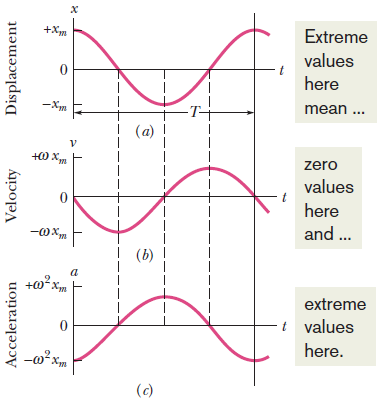 x
Displacement
+xm
0
−xm
t
T
(a)
Extreme
values
here
mean ...
v
Velocity
+ωxm
0
−ωxm
t
(b)
zero
values
here
and ...
a
Acceleration
+ω²xm
0
−ω²xm
t
(c)
extreme
values
here.